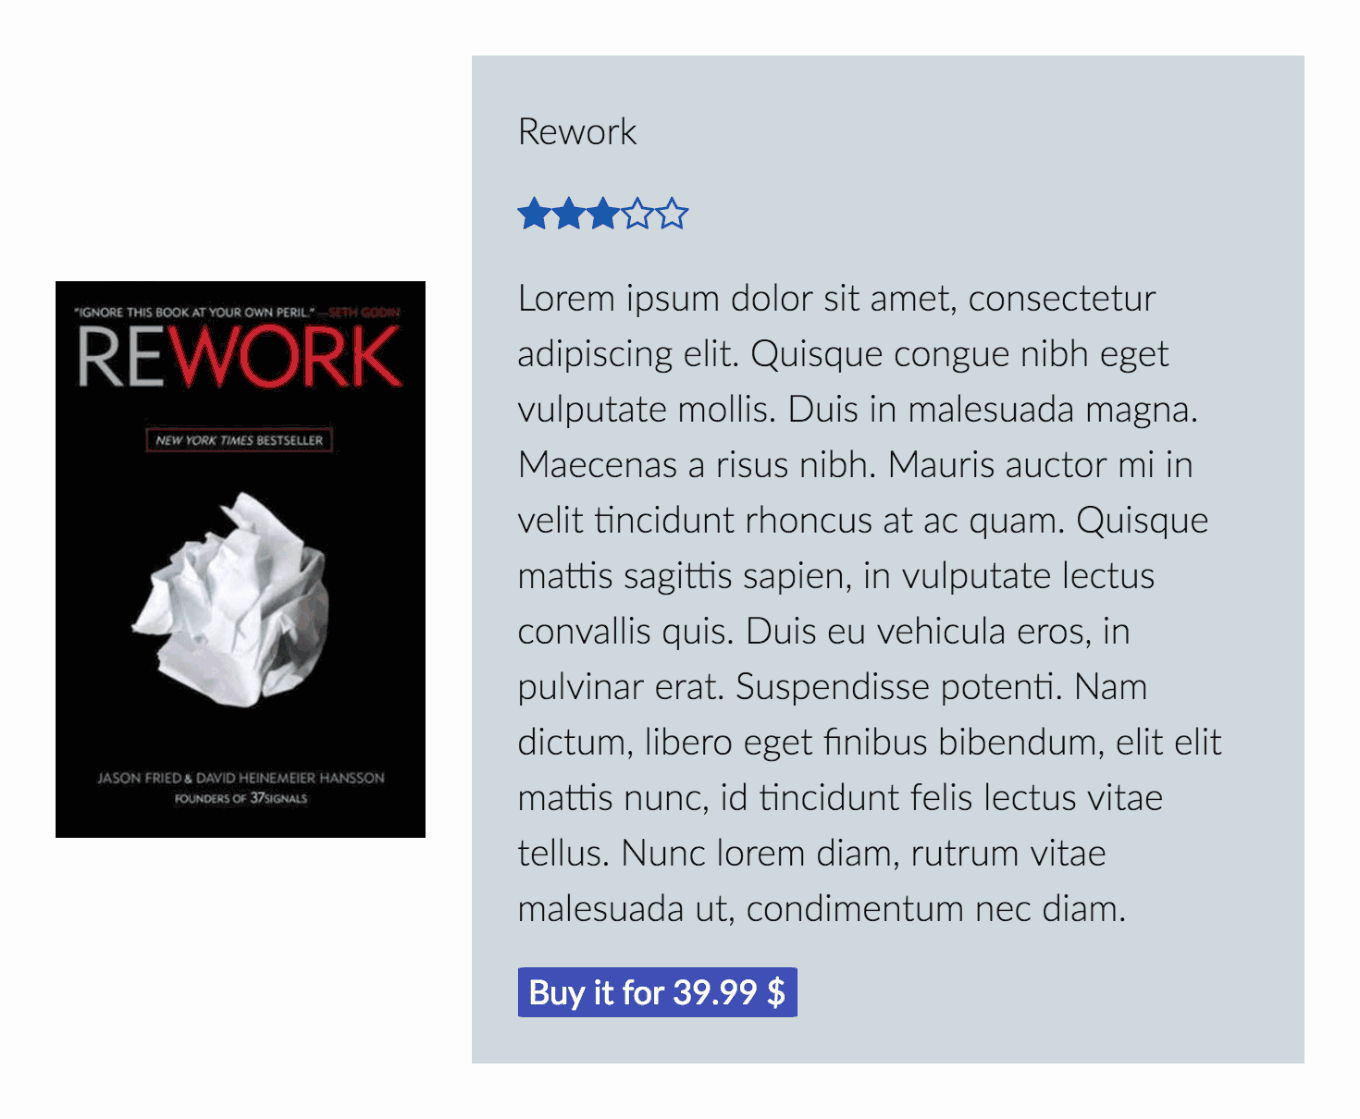 "IGNORE THIS BOOK AT YOUR OWN PERIL." —SETH GODIN
REWORK
NEW YORK TIMES BESTSELLER
JASON FRIED & DAVID HEINEMEIER HANSSON
FOUNDERS OF 37SIGNALS
Rework
Lorem ipsum dolor sit amet, consectetur
adipiscing elit. Quisque congue nibh eget
vulputate mollis. Duis in malesuada magna.
Maecenas a risus nibh. Mauris auctor mi in
velit tincidunt rhoncus at ac quam. Quisque
mattis sagittis sapien, in vulputate lectus
convallis quis. Duis eu vehicula eros, in
pulvinar erat. Suspendisse potenti. Nam
dictum, libero eget finibus bibendum, elit elit
mattis nunc, id tincidunt felis lectus vitae
tellus. Nunc lorem diam, rutrum vitae
malesuada ut, condimentum nec diam.
Buy it for 39.99 $